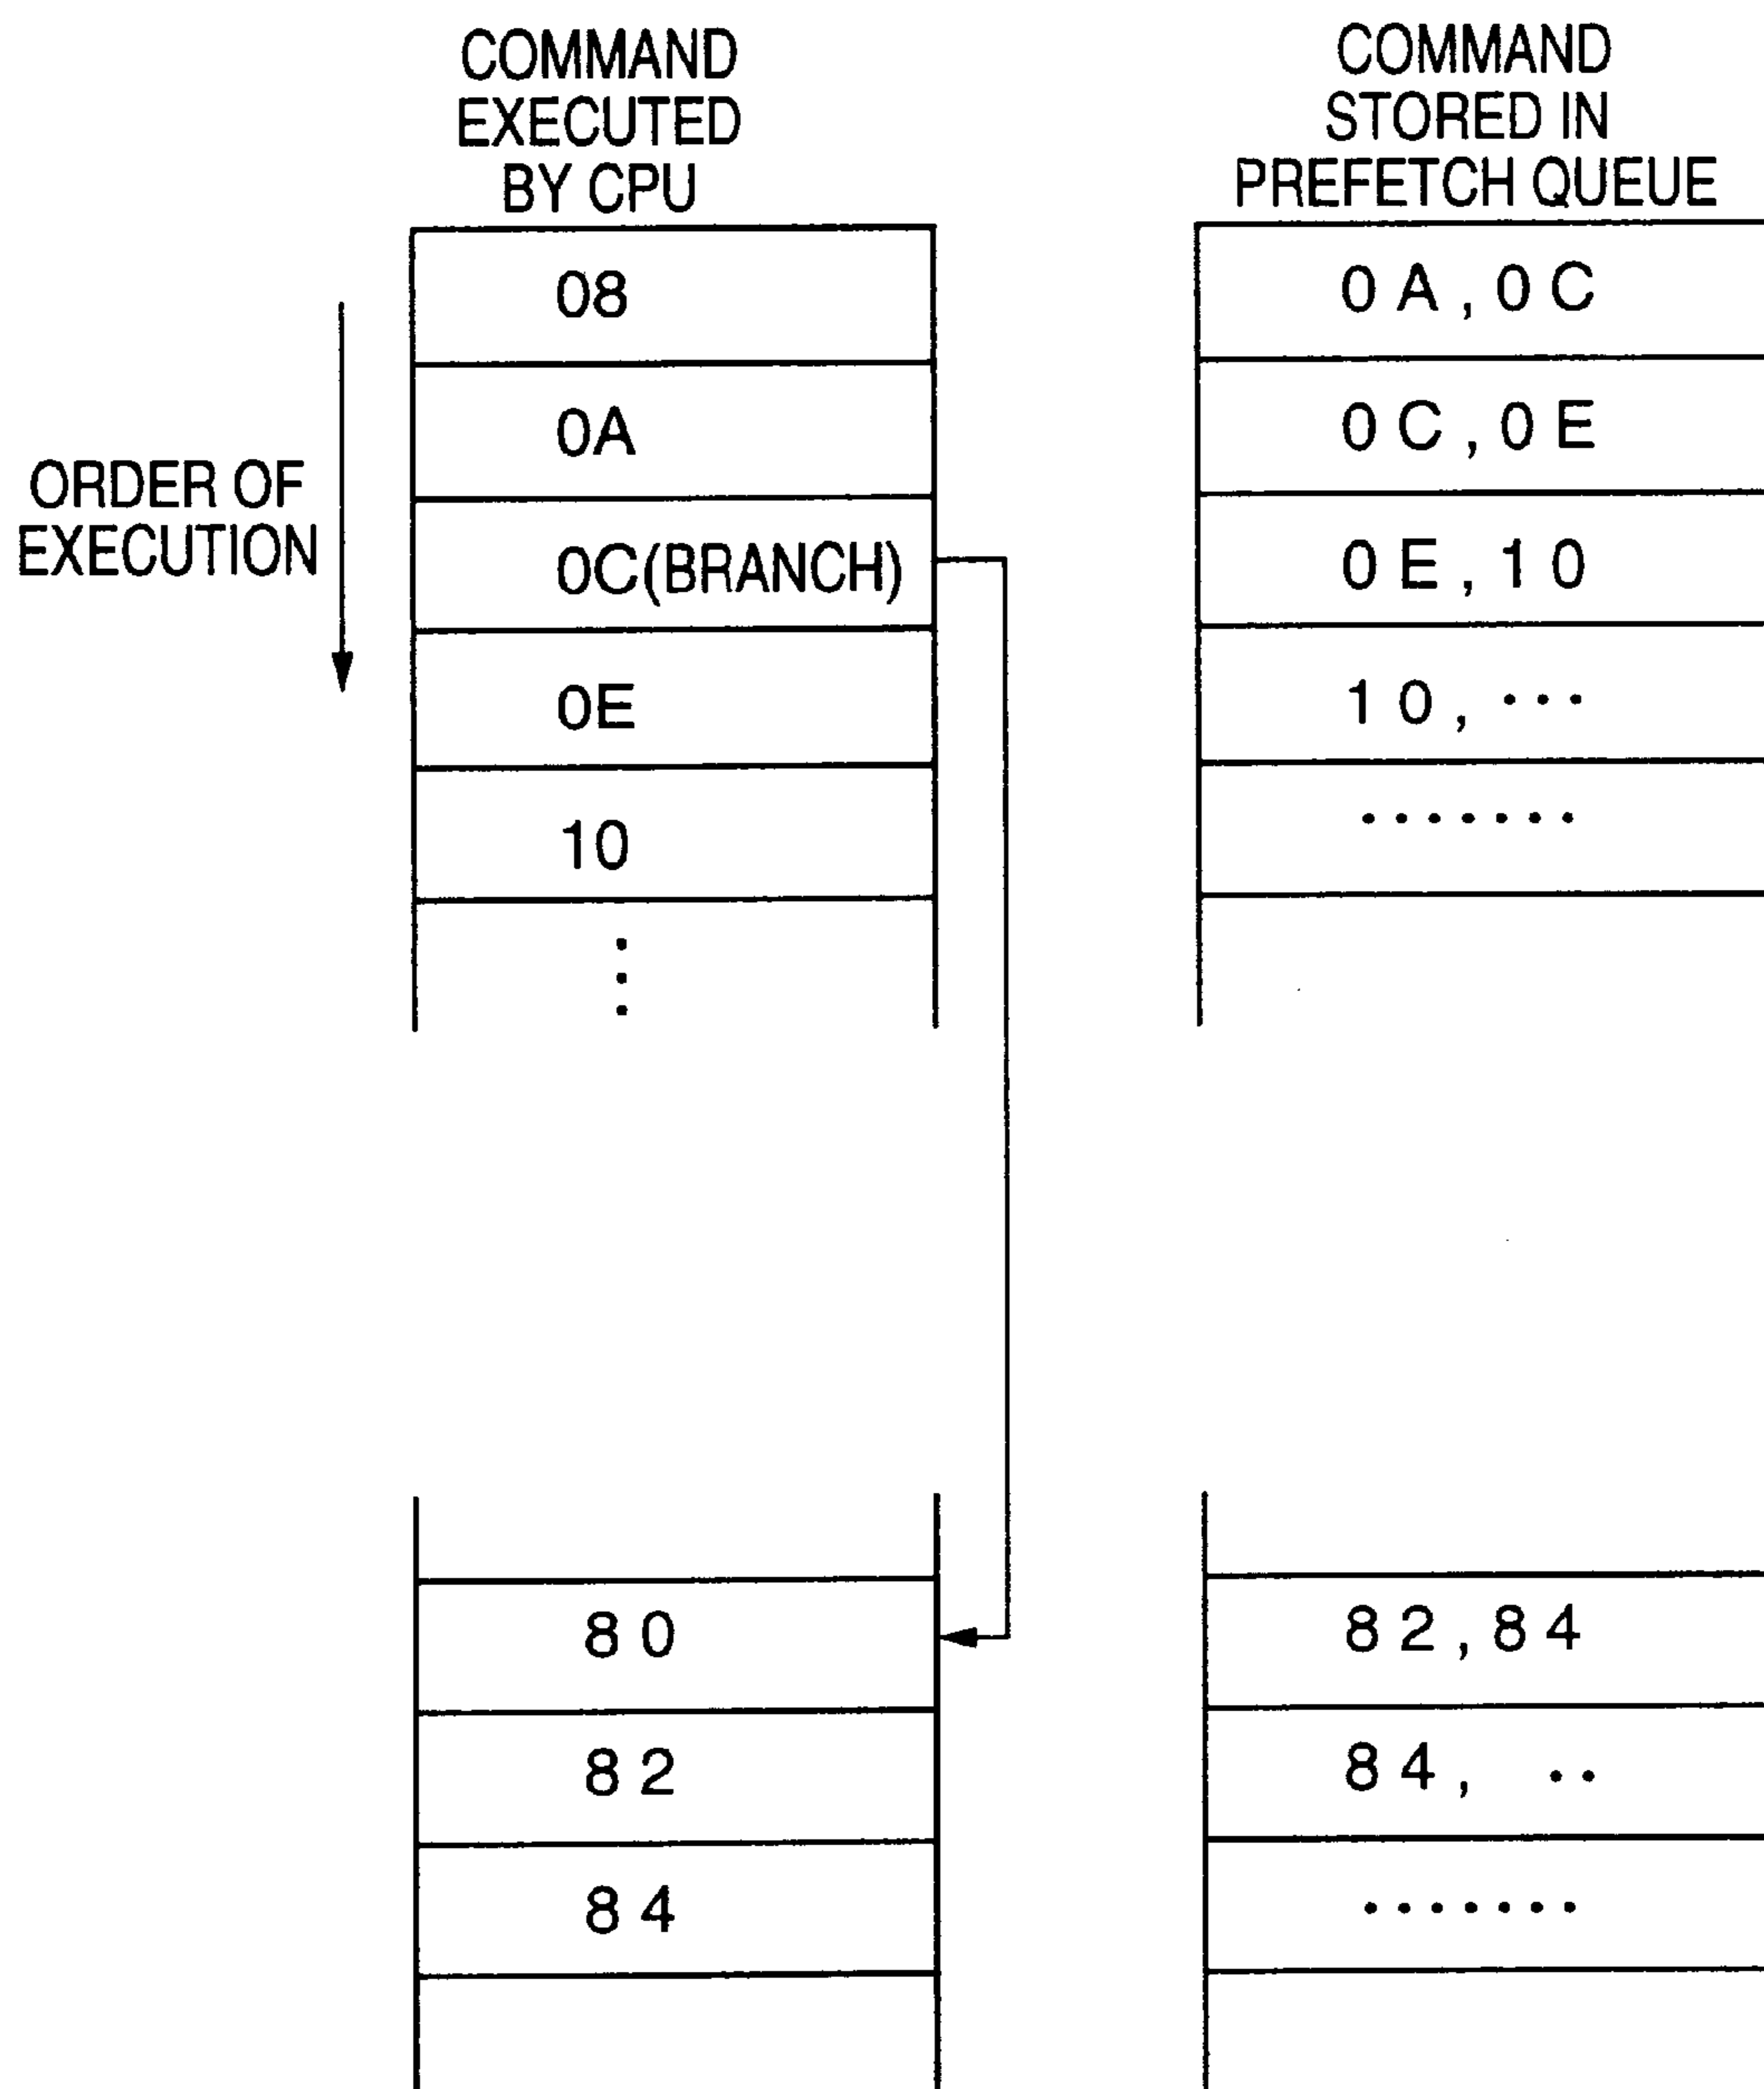 COMMAND
EXECUTED
BY CPU
COMMAND
STORED IN
PREFETCH QUEUE
ORDER OF
EXECUTION
08
0A, 0C
0A
0C, 0E
0C(BRANCH)
0E, 10
0E
10, ···
10
·······
⋮
80
82, 84
82
84, ··
84
·······